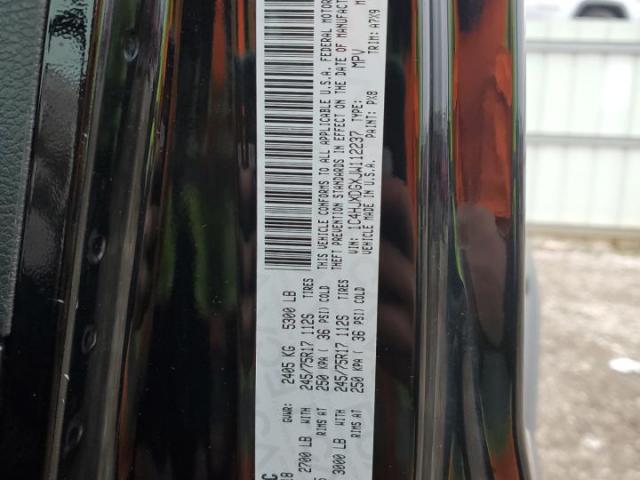 C
18 GVWR: 2405 KG 5300 LB
2700 LB WITH 245/75R17 112S TIRES
RIMS AT 250 KPA ( 36 PSI) COLD
3000 LB WITH 245/75R17 112S TIRES
RIMS AT 250 KPA ( 36 PSI) COLD
THIS VEHICLE CONFORMS TO ALL APPLICABLE U.S.A. FEDERAL MOTOR
THEFT PREVENTION STANDARDS IN EFFECT ON THE DATE OF MANUFACT
VIN: 1C4HJXDGXJW112237 TYPE: MPV
VEHICLE MADE IN U.S.A. PAINT: PX8 TRIM: A7X9